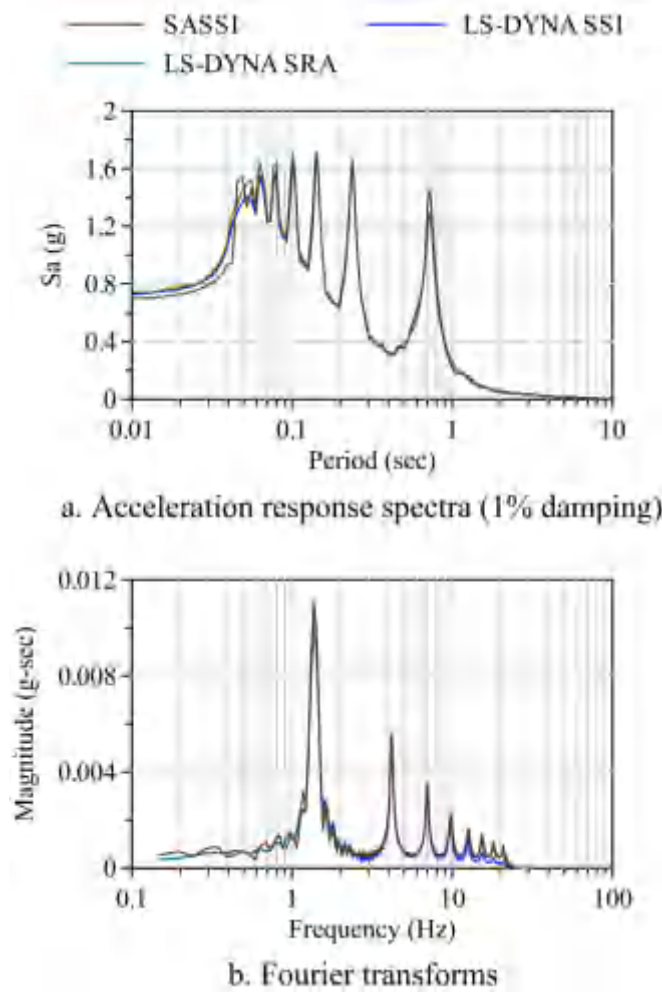 SASSI LS-DYNA SSI
LS-DYNA SRA
2
1.6
1.2
0.8
0.4
0
Sa (g)
0.01 0.1 1 10
Period (sec)
a. Acceleration response spectra (1% damping)
0.012
0.008
0.004
0
Magnitude (g-sec)
0.1 1 10 100
Frequency (Hz)
b. Fourier transforms